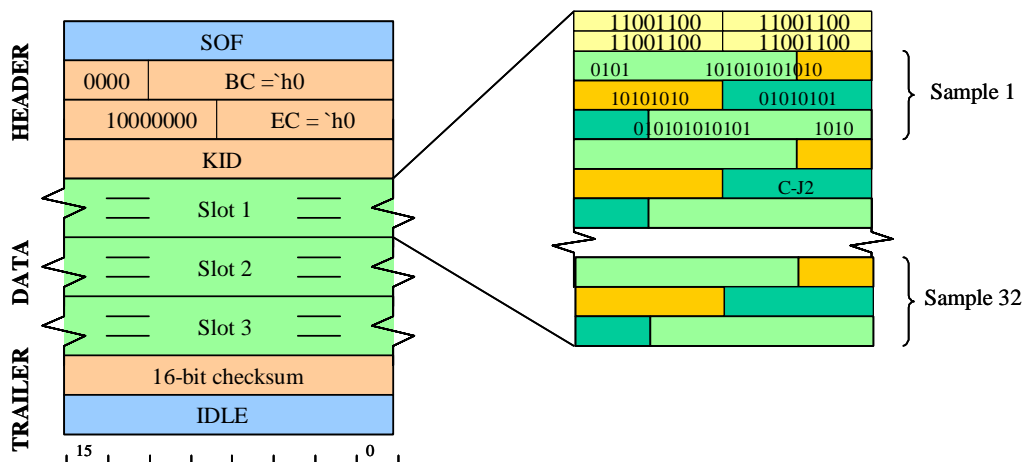 HEADER
SOF
0000 BC =`h0
10000000 EC = `h0
KID
DATA
Slot 1
Slot 2
Slot 3
TRAILER
16-bit checksum
IDLE
15 0
11001100 11001100
11001100 11001100
0101 101010101010
10101010 01010101
010101010101 1010
Sample 1
C-J2
Sample 32